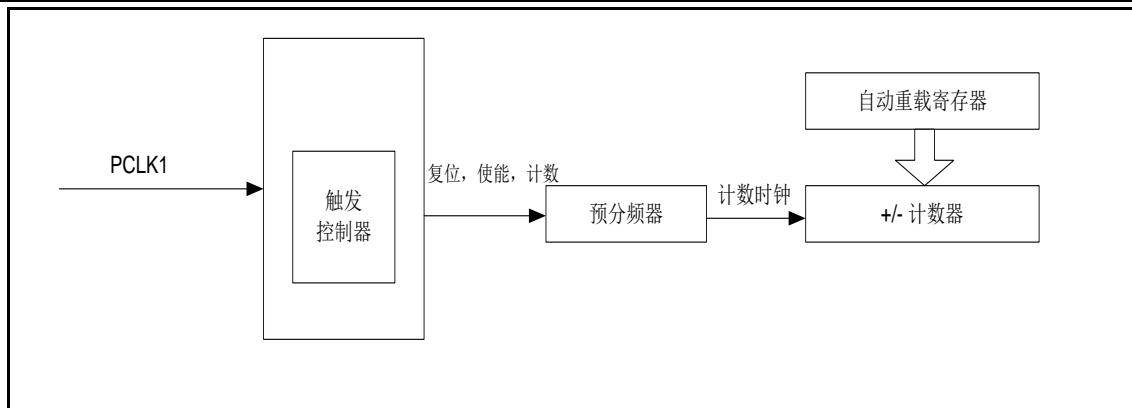 自动重载寄存器
PCLK1
复位，使能，计数
触发
控制器
预分频器
计数时钟
+/- 计数器